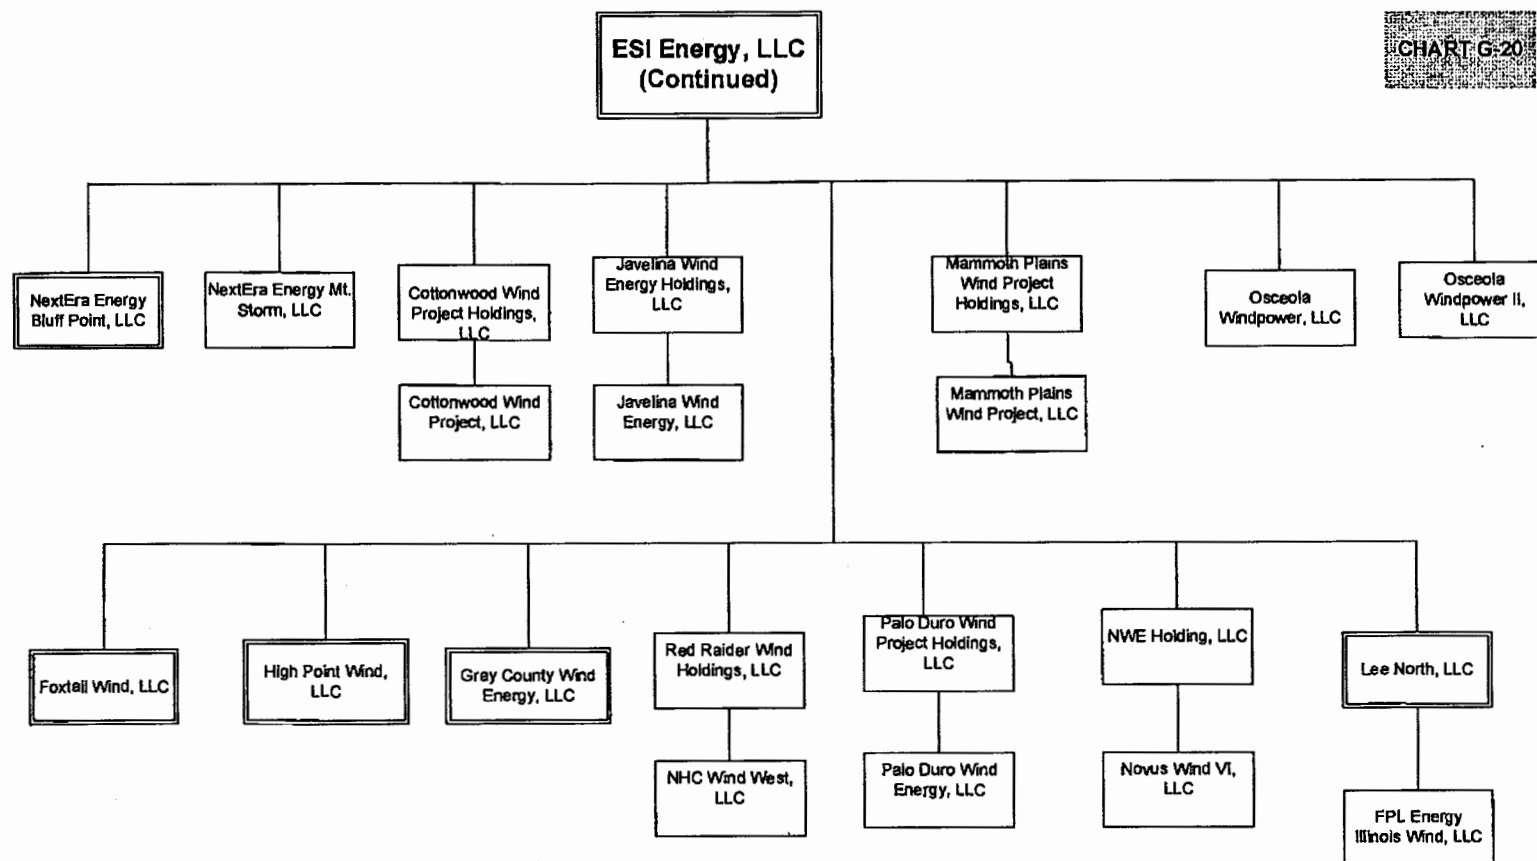 ESI Energy, LLC
(Continued)
CHART G-20
NextEra Energy
Bluff Point, LLC
NextEra Energy Mt.
Storm, LLC
Cottonwood Wind
Project Holdings,
LLC
Javelina Wind
Energy Holdings,
LLC
Mammoth Plains
Wind Project
Holdings, LLC
Osceola
Windpower, LLC
Osceola
Windpower II,
LLC
Cottonwood Wind
Project, LLC
Javelina Wind
Energy, LLC
Mammoth Plains
Wind Project, LLC
Foxtail Wind, LLC
High Point Wind,
LLC
Gray County Wind
Energy, LLC
Red Raider Wind
Holdings, LLC
Palo Duro Wind
Project Holdings,
LLC
NWE Holding, LLC
Lee North, LLC
NHC Wind West,
LLC
Palo Duro Wind
Energy, LLC
Novus Wind VI,
LLC
FPL Energy
Illinois Wind, LLC